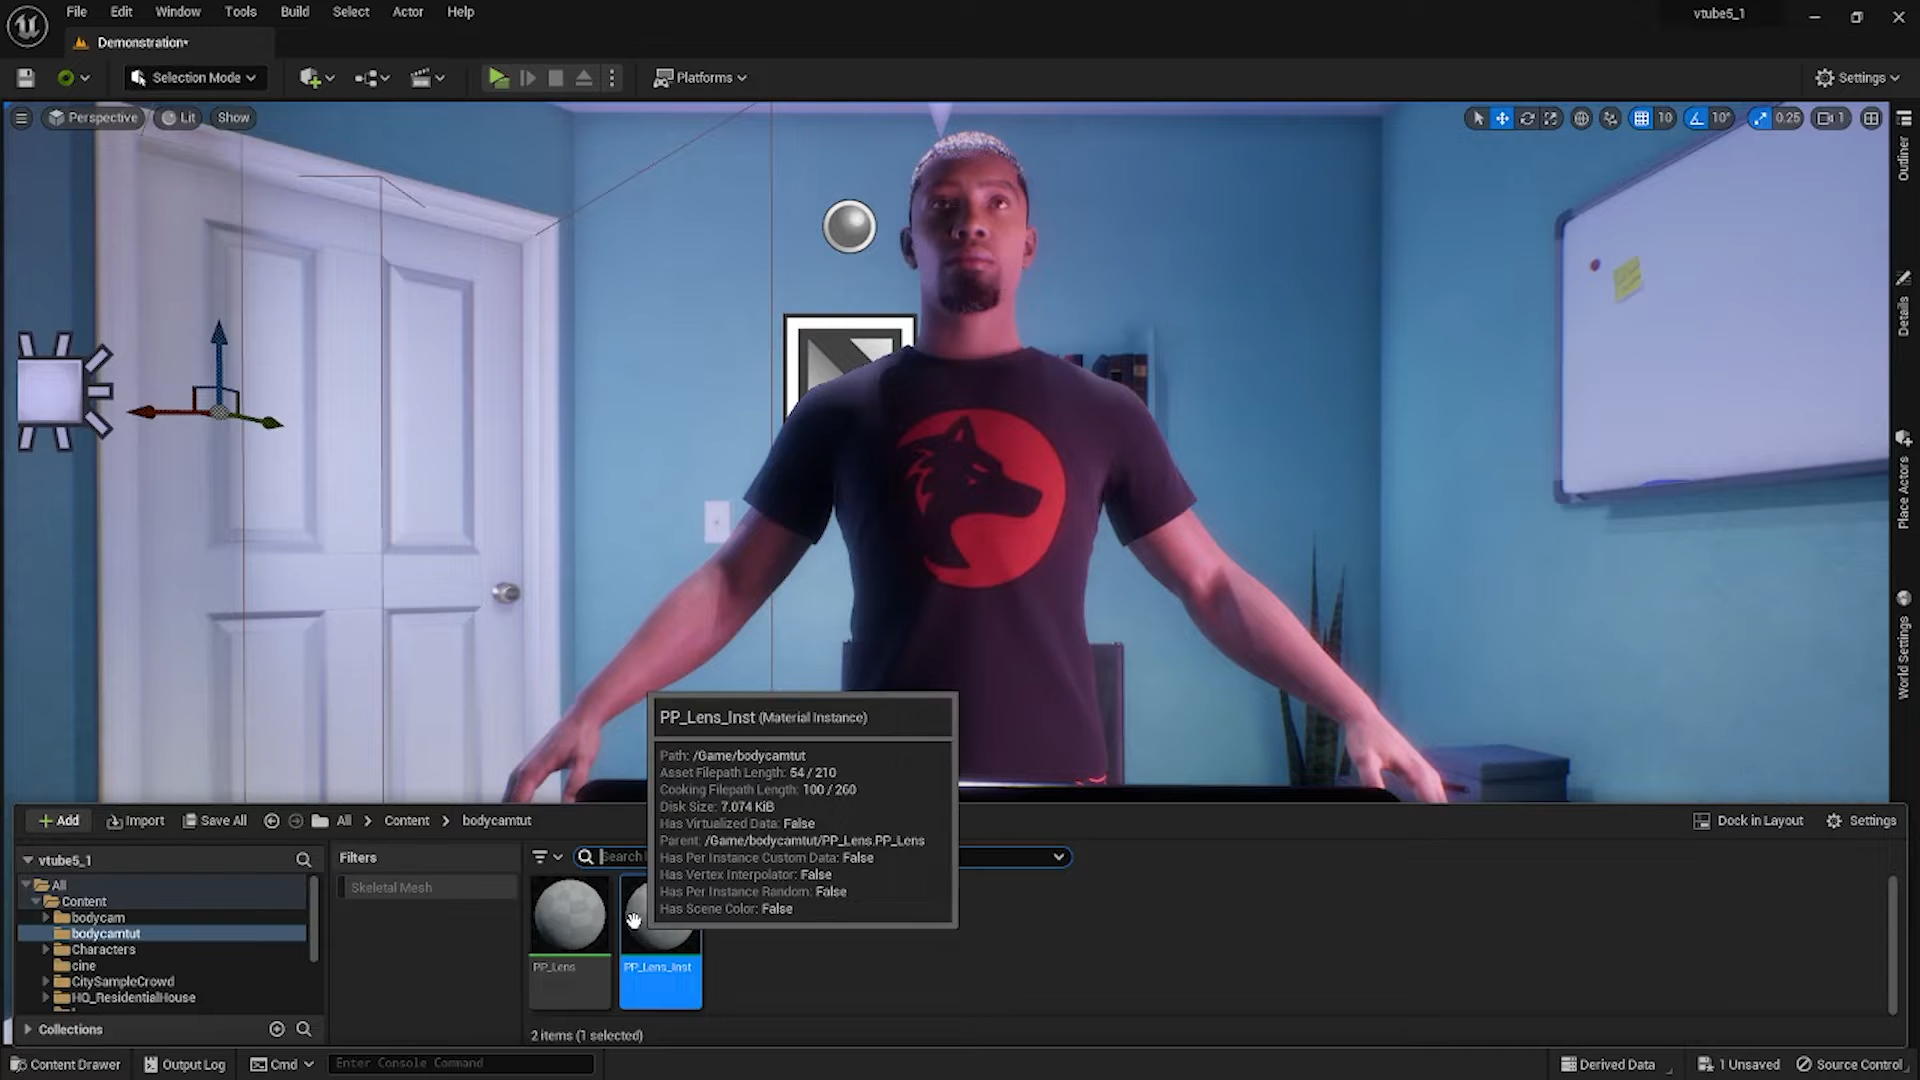 File Edit Window Tools Build Select Actor Help
vtube5_1
Demonstration•
Selection Mode
Platforms
Settings
Perspective
Lit
Show
10
10°
0.25
1
Outliner
Details
Place Actors
World Settings
PP_Lens_Inst (Material Instance)
Path: /Game/bodycamtut
Asset Filepath Length: 54 / 210
Cooking Filepath Length: 100 / 260
Disk Size: 7.074 KiB
Has Virtualized Data: False
Parent: /Game/bodycamtut/PP_Lens.PP_Lens
Has Per Instance Custom Data: False
Has Vertex Interpolator: False
Has Per Instance Random: False
Has Scene Color: False
Add
Import
Save All
All > Content > bodycamtut
Dock in Layout
Settings
vtube5_1
All
Content
bodycam
bodycamtut
Characters
cine
CitySampleCrowd
HQ_ResidentialHouse
Collections
Filters
Skeletal Mesh
Search
PP_Lens
PP_Lens_Inst
2 items (1 selected)
Content Drawer
Output Log
Cmd
Enter Console Command
Derived Data
1 Unsaved
Source Control